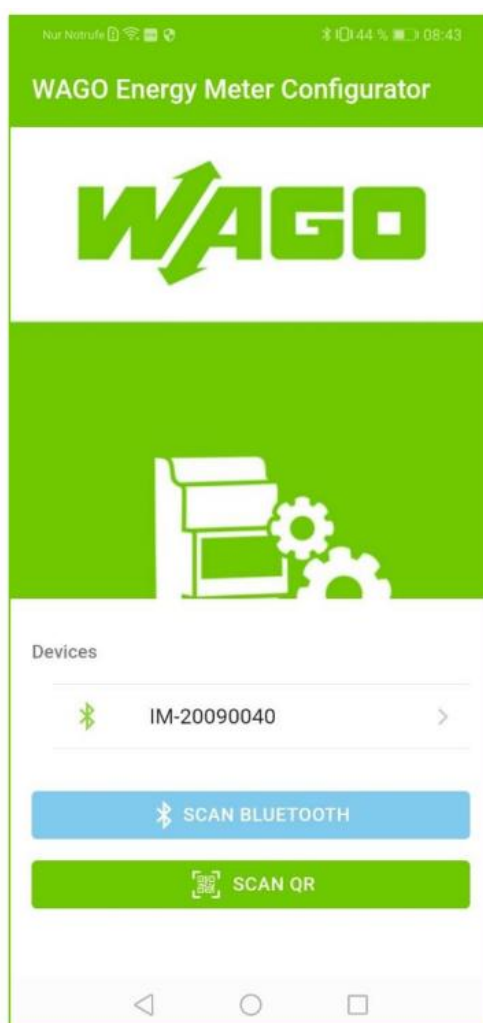 Nur Notrufe 44 % 08:43
WAGO Energy Meter Configurator
WAGO
Devices
IM-20090040
SCAN BLUETOOTH
SCAN QR